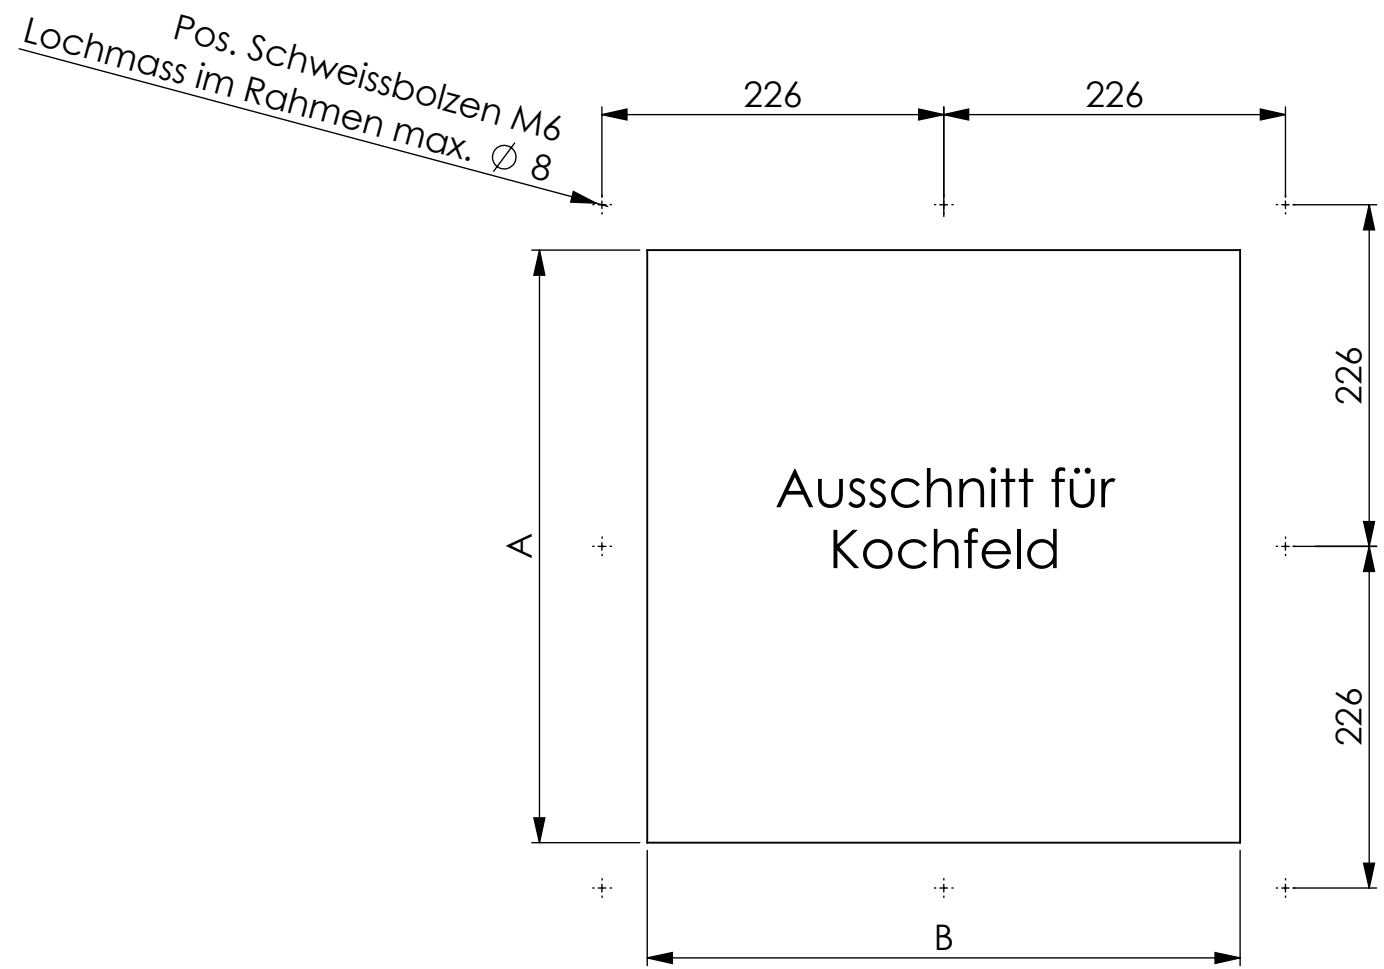 Pos. Schweissbolzen M6
Lochmass im Rahmen max. ∅ 8
226
226
226
Ausschnitt für
Kochfeld
A
226
B